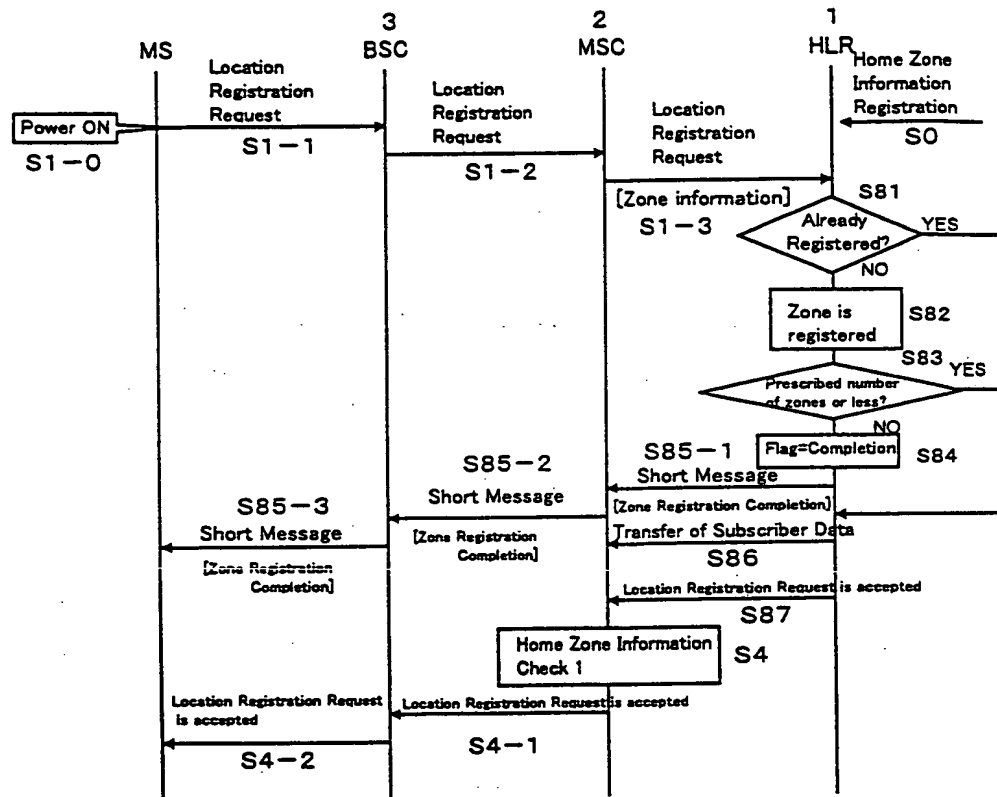 3
2
1
MS
BSC
MSC
HLR
Location
Registration
Request
Location
Registration
Request
Location
Registration
Request
Home Zone
Information
Registration
Power ON
S1-0
S1-1
S1-2
S0
[Zone information]
S1-3
S81
Already
Registered?
YES
NO
Zone is
registered
S82
S83
YES
Prescribed number
of zones or less?
NO
Flag=Completion
S84
S85-1
Short Message
[Zone Registration Completion]
S85-2
Short Message
[Zone Registration
Completion]
S85-3
Short Message
[Zone Registration
Completion]
Transfer of Subscriber Data
S86
Location Registration Request is accepted
S87
Home Zone Information
Check 1
S4
Location Registration Request is accepted
S4-1
Location Registration Request
is accepted
S4-2